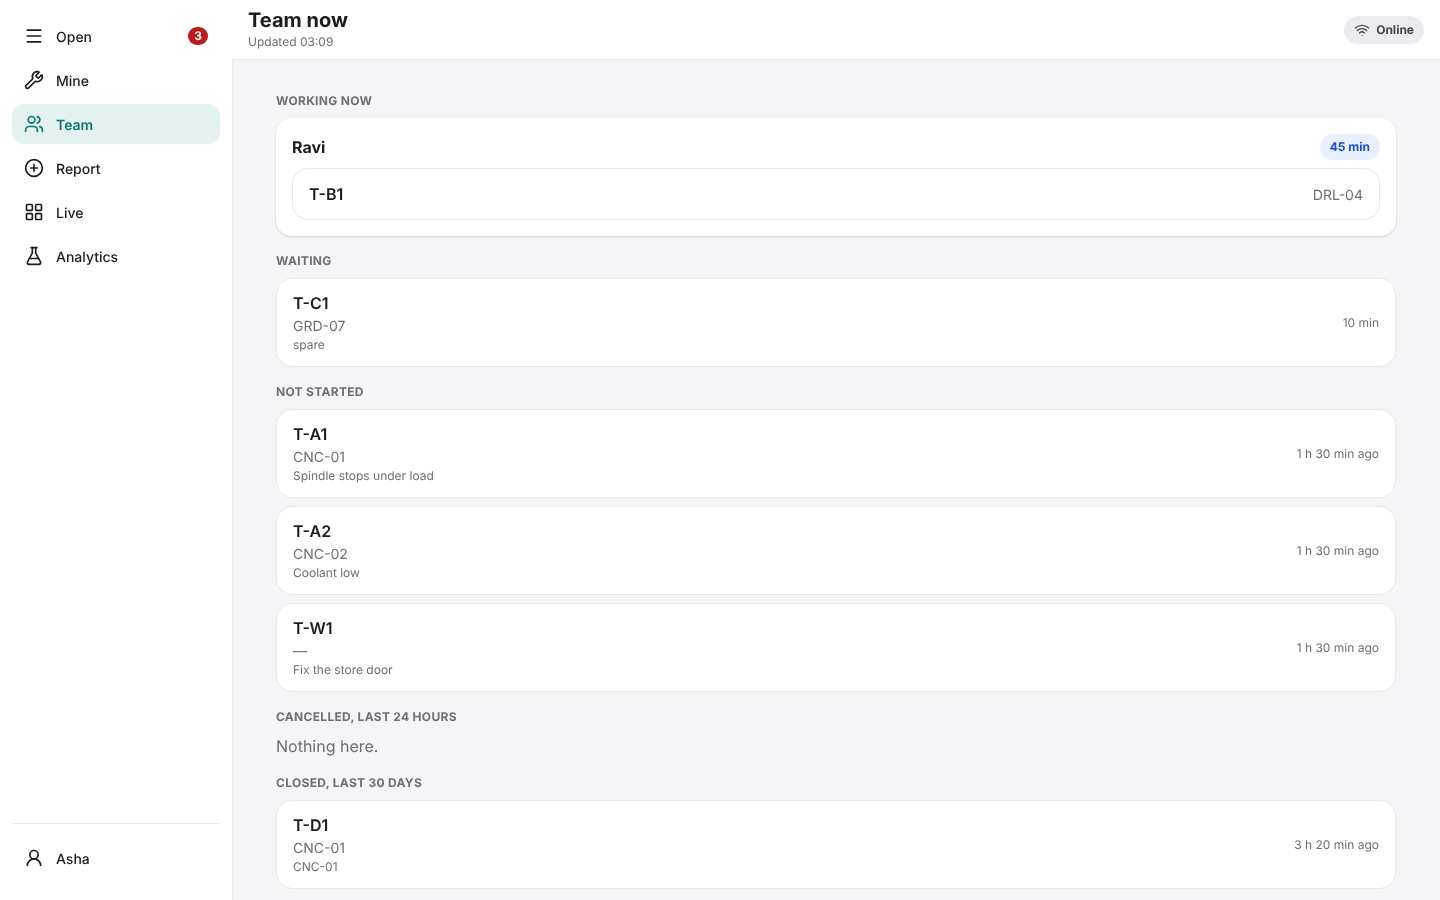 Open 3
Mine
Team
Report
Live
Analytics
Asha
Team now
Updated 03:09
Online
WORKING NOW
Ravi 45 min
T-B1 DRL-04
WAITING
T-C1
GRD-07
spare
10 min
NOT STARTED
T-A1
CNC-01
Spindle stops under load
1 h 30 min ago
T-A2
CNC-02
Coolant low
1 h 30 min ago
T-W1
—
Fix the store door
1 h 30 min ago
CANCELLED, LAST 24 HOURS
Nothing here.
CLOSED, LAST 30 DAYS
T-D1
CNC-01
CNC-01
3 h 20 min ago